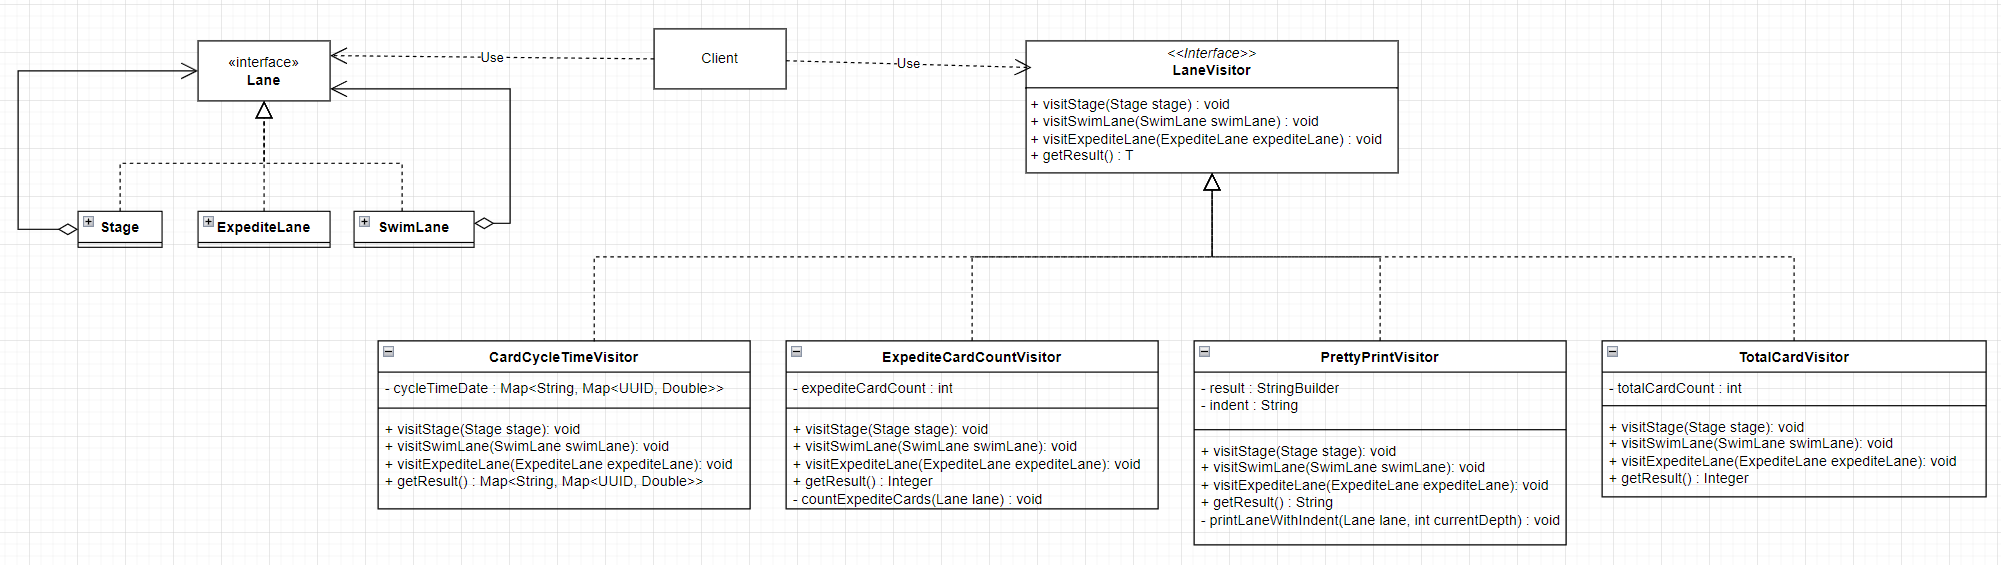 «interface»
Lane
Use
Client
Use
<<Interface>>
LaneVisitor
+ visitStage(Stage stage) : void
+ visitSwimLane(SwimLane swimLane) : void
+ visitExpediteLane(ExpediteLane expediteLane) : void
+ getResult() : T
Stage
ExpediteLane
SwimLane
CardCycleTimeVisitor
- cycleTimeDate : Map<String, Map<UUID, Double>>
+ visitStage(Stage stage): void
+ visitSwimLane(SwimLane swimLane): void
+ visitExpediteLane(ExpediteLane expediteLane): void
+ getResult() : Map<String, Map<UUID, Double>>
ExpediteCardCountVisitor
- expediteCardCount : int
+ visitStage(Stage stage): void
+ visitSwimLane(SwimLane swimLane): void
+ visitExpediteLane(ExpediteLane expediteLane): void
+ getResult() : Integer
- countExpediteCards(Lane lane) : void
PrettyPrintVisitor
- result : StringBuilder
- indent : String
+ visitStage(Stage stage): void
+ visitSwimLane(SwimLane swimLane): void
+ visitExpediteLane(ExpediteLane expediteLane): void
+ getResult() : String
- printLaneWithIndent(Lane lane, int currentDepth) : void
TotalCardVisitor
- totalCardCount : int
+ visitStage(Stage stage): void
+ visitSwimLane(SwimLane swimLane): void
+ visitExpediteLane(ExpediteLane expediteLane): void
+ getResult() : Integer